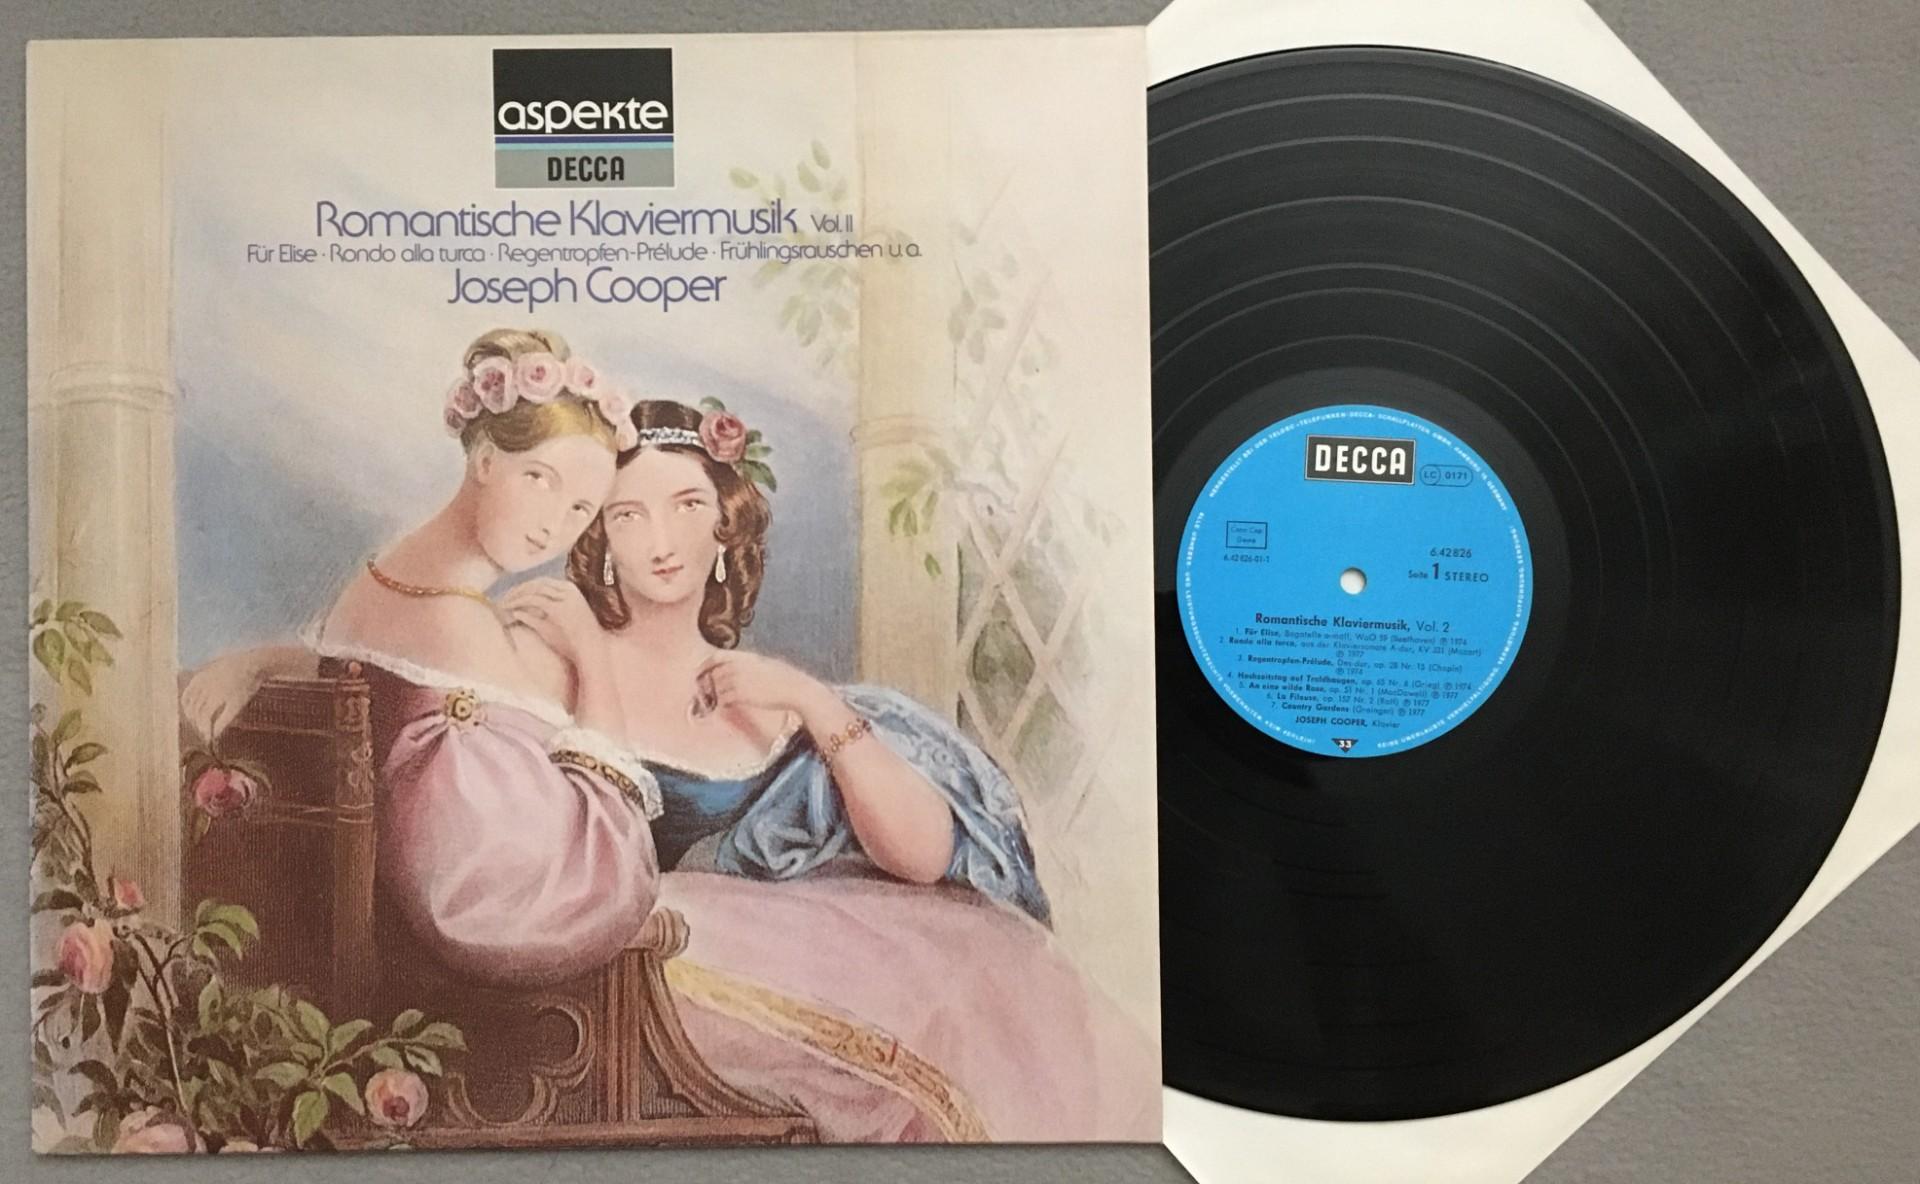 aspekte
DECCA
Romantische Klaviermusik Vol. II
Für Elise · Rondo alla turca · Regentropfen-Prélude · Frühlingsrauschen u. a.
Joseph Cooper
DECCA
LC 0171
6.42826
6.42 826-01-1
Seite 1 STEREO
Romantische Klaviermusik, Vol. 2
1. Für Elise, Bagatelle a-moll, WoO 59 (Beethoven) ℗ 1974
2. Rondo alla turca, aus der Klaviersonate A-dur, KV 331 (Mozart)
℗ 1977
3. Regentropfen-Prélude, Des-dur, op. 28 Nr. 15 (Chopin)
℗ 1974
4. Hochzeitstag auf Troldhaugen, op. 65 Nr. 6 (Grieg) ℗ 1974
5. An eine wilde Rose, op. 51 Nr. 1 (MacDowell) ℗ 1977
6. La Fileuse, op. 157 Nr. 2 (Raff) ℗ 1977
7. Country Gardens (Grainger) ℗ 1977
JOSEPH COOPER, Klavier
33